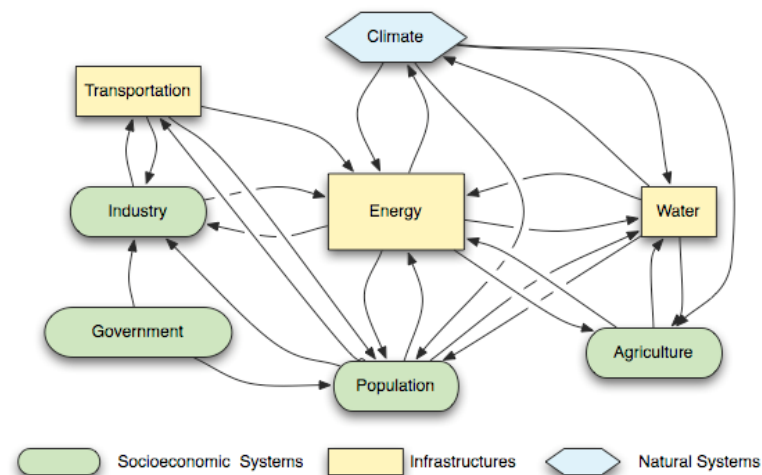 Climate
Transportation
Industry
Energy
Water
Government
Agriculture
Population
Socioeconomic Systems
Infrastructures
Natural Systems